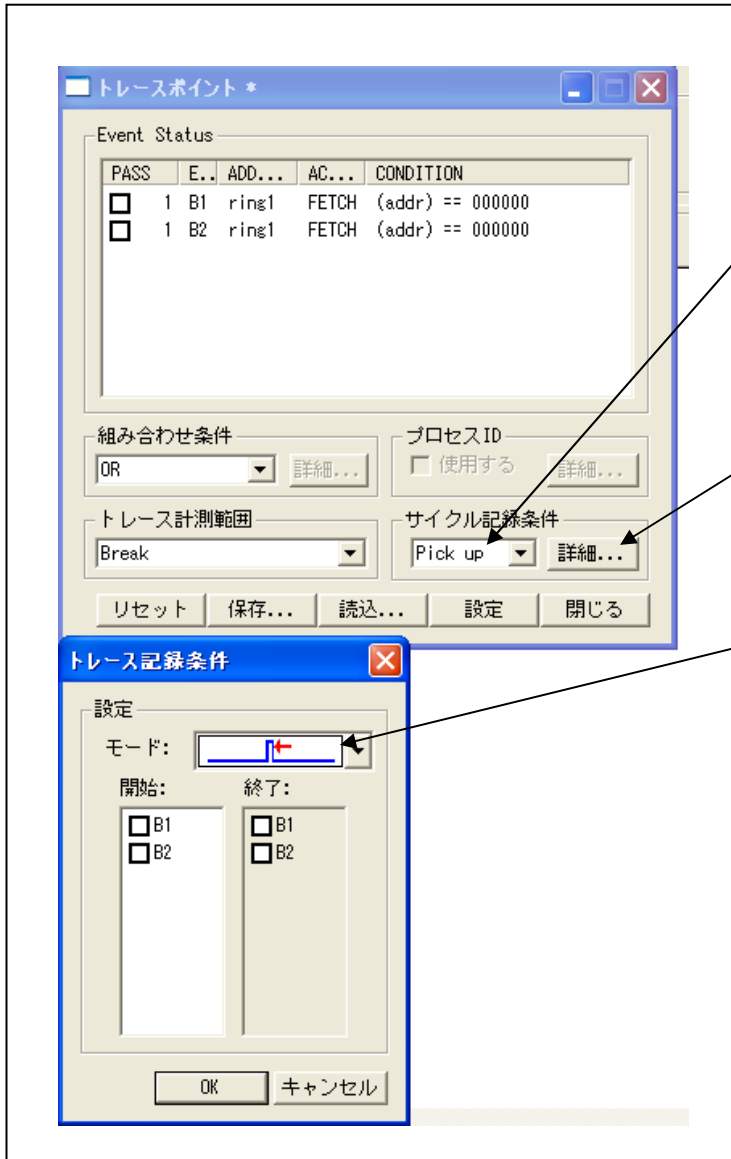 トレースポイント *
Event Status
PASS E.. ADD... AC... CONDITION
1 B1 ring1 FETCH (addr) == 000000
1 B2 ring1 FETCH (addr) == 000000
組み合わせ条件
OR 詳細...
プロセスID
使用する 詳細...
トレース計測範囲
Break
サイクル記録条件
Pick up 詳細...
リセット 保存... 読込... 設定 閉じる
トレース記録条件
設定
モード:
開始: 終了:
B1 B1
B2 B2
OK キャンセル